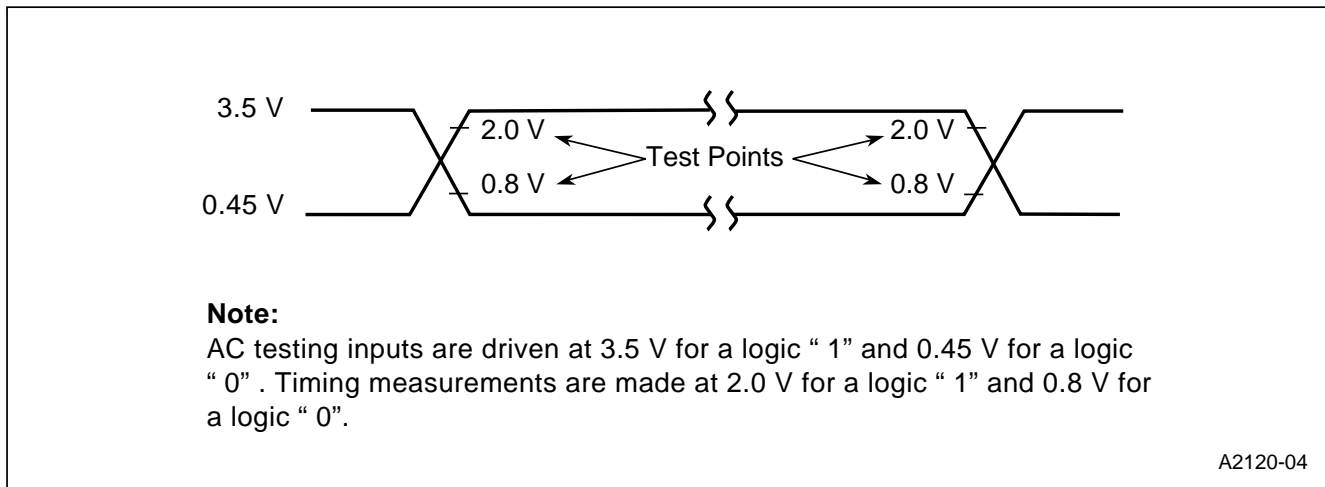 3.5 V
2.0 V
2.0 V
Test Points
0.8 V
0.8 V
0.45 V
Note:
AC testing inputs are driven at 3.5 V for a logic “ 1” and 0.45 V for a logic
“ 0” . Timing measurements are made at 2.0 V for a logic “ 1” and 0.8 V for
a logic “ 0”.
A2120-04